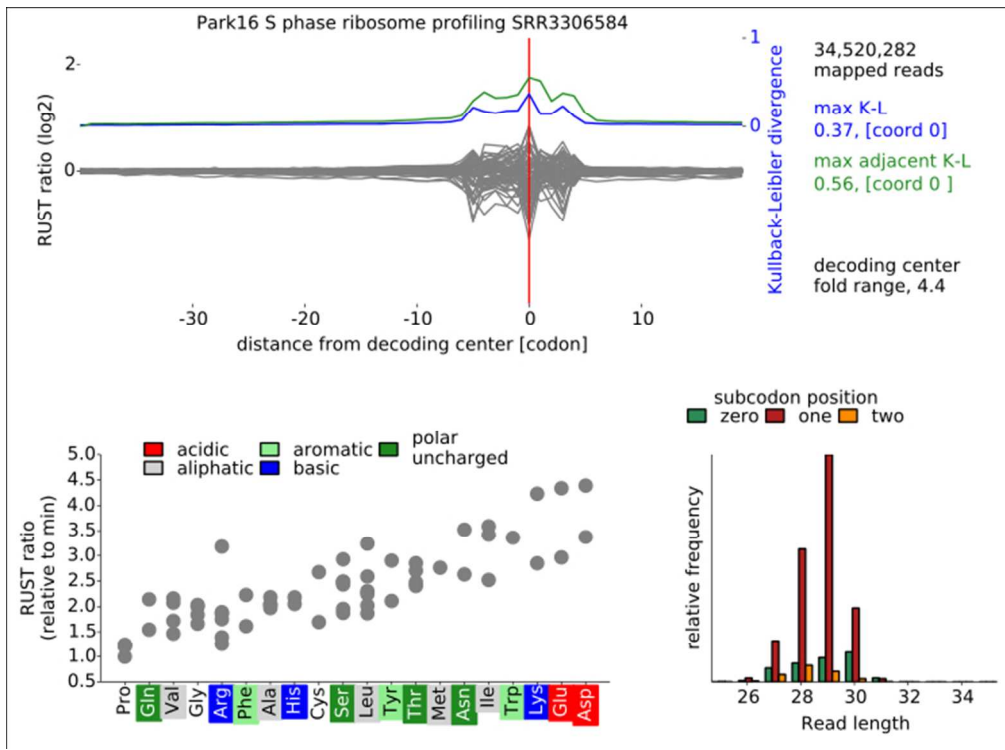 Park16 S phase ribosome profiling SRR3306584
RUST ratio (log2)
2
0
1
0
Kullback-Leibler divergence
34,520,282
mapped reads
max K-L
0.37, [coord 0]
max adjacent K-L
0.56, [coord 0 ]
decoding center
fold range, 4.4
-30 -20 -10 0 10
distance from decoding center [codon]
acidic aromatic polar uncharged
aliphatic basic
RUST ratio
(relative to min)
5.0
4.5
4.0
3.5
3.0
2.5
2.0
1.5
1.0
0.5
Pro Gln Val Gly Arg Phe Ala His Cys Ser Leu Tyr Thr Met Asn Ile Trp Lys Glu Asp
subcodon position
zero one two
relative frequency
26 28 30 32 34
Read length